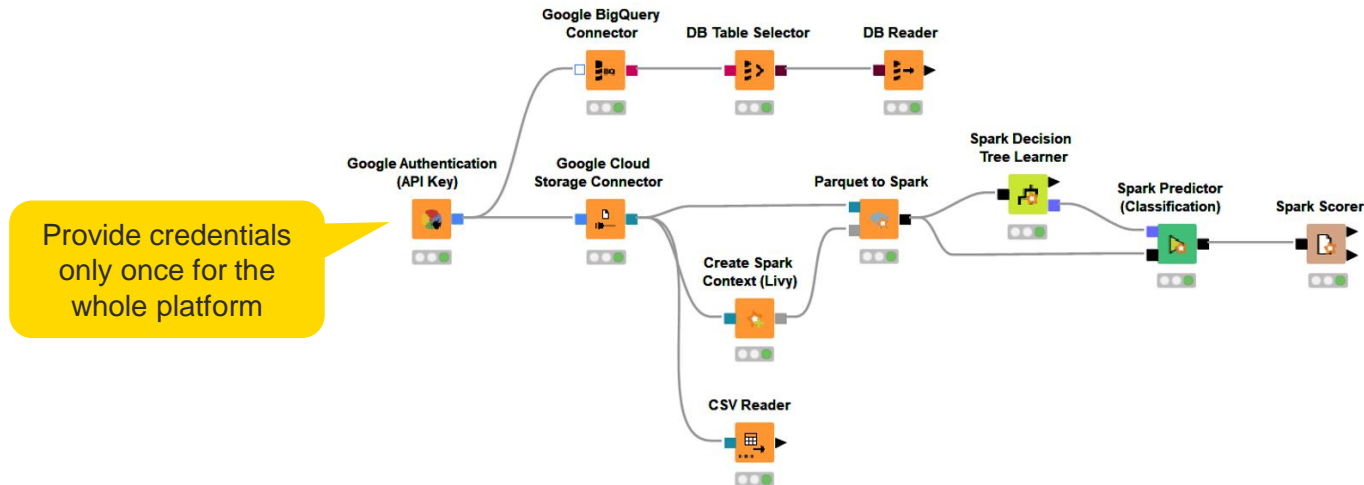 Google BigQuery
Connector
DB Table Selector
DB Reader
BQ
Google Authentication
(API Key)
Google Cloud
Storage Connector
Parquet to Spark
Spark Decision
Tree Learner
Spark Predictor
(Classification)
Spark Scorer
Provide credentials
only once for the
whole platform
Create Spark
Context (Livy)
CSV Reader